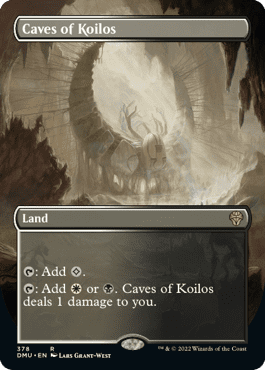 Caves of Koilos
Land
: Add .
: Add or . Caves of Koilos
deals 1 damage to you.
378 R
DMU • EN Lars Grant-West
™ & © 2022 Wizards of the Coast